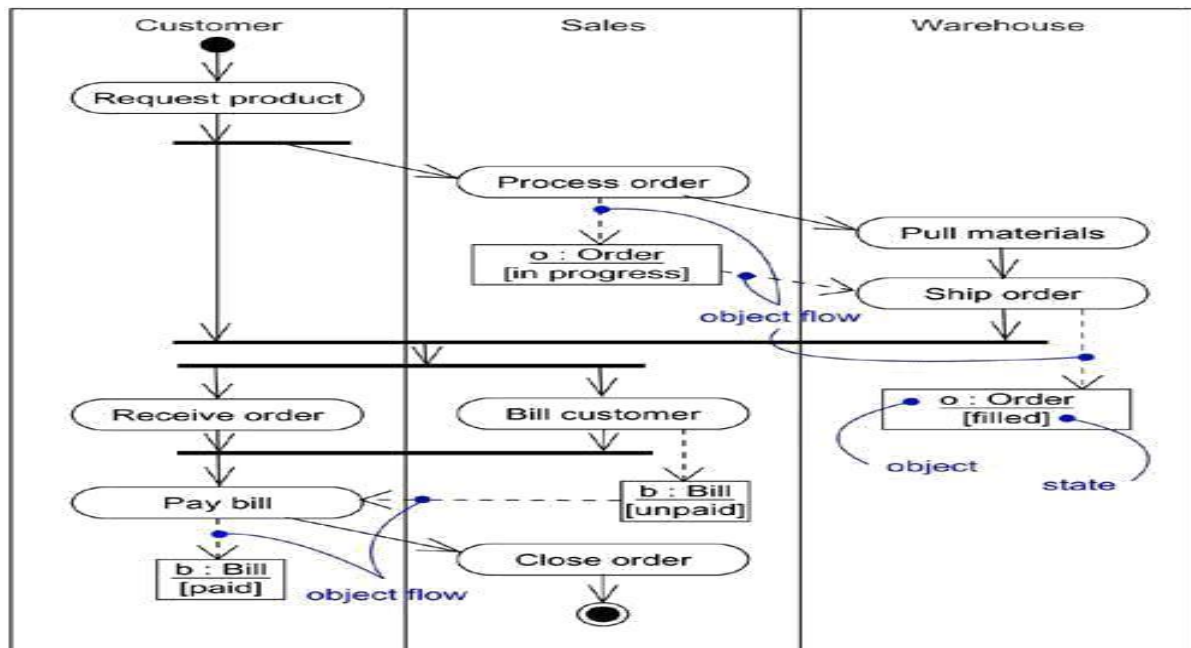 Customer
Sales
Warehouse
Request product
Process order
Pull materials
o : Order
[in progress]
Ship order
object flow
Receive order
Bill customer
o : Order
[filled]
object
state
Pay bill
b : Bill
[unpaid]
Close order
b : Bill
[paid]
object flow